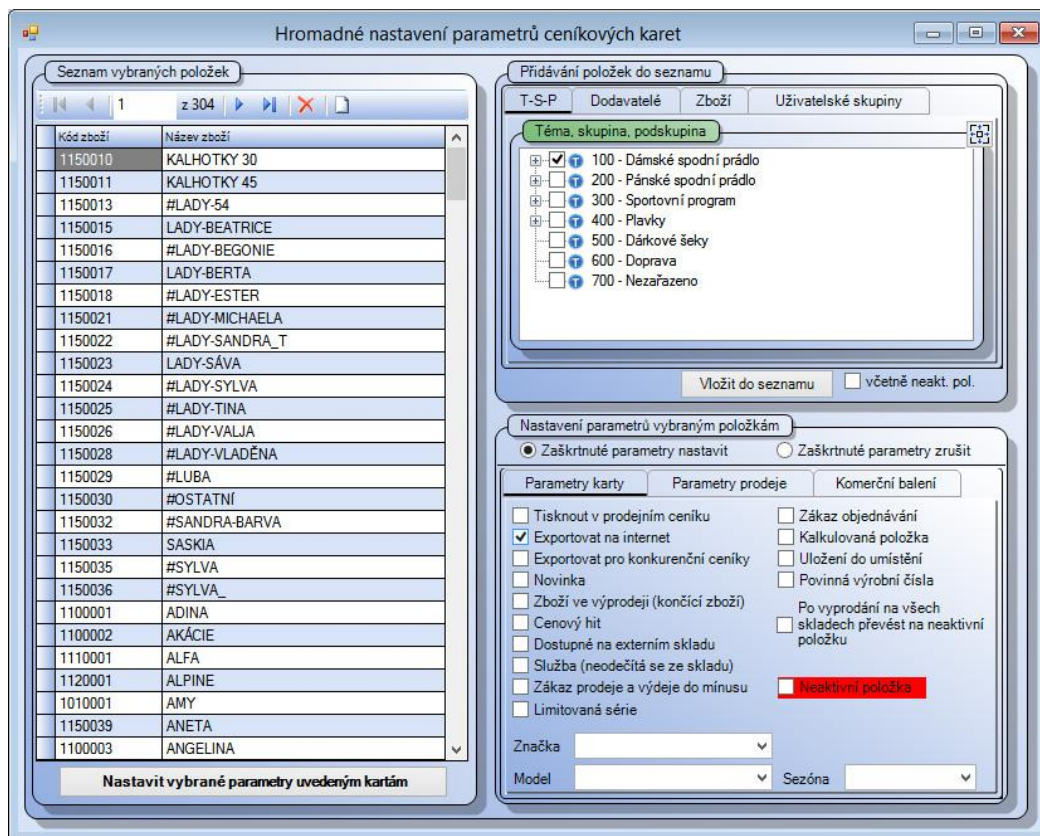 Hromadné nastavení parametrů ceníkových karet
Seznam vybraných položek
1 z 304
Kód zboží Název zboží
1150010 KALHOTKY 30
1150011 KALHOTKY 45
1150013 #LADY-54
1150015 LADY-BEATRICE
1150016 #LADY-BEGONIE
1150017 LADY-BERTA
1150018 #LADY-ESTER
1150021 #LADY-MICHAELA
1150022 #LADY-SANDRA_T
1150023 LADY-SÁVA
1150024 #LADY-SYLVA
1150025 #LADY-TINA
1150026 #LADY-VALJA
1150028 #LADY-VLADĚNA
1150029 #LUBA
1150030 #OSTATNÍ
1150032 #SANDRA-BARVA
1150033 SASKIA
1150035 #SYLVA
1150036 #SYLVA_
1100001 ADINA
1100002 AKÁCIE
1110001 ALFA
1120001 ALPINE
1010001 AMY
1150039 ANETA
1100003 ANGELINA
Nastavit vybrané parametry uvedeným kartám
Přidávání položek do seznamu
T-S-P Dodavatelé Zboží Uživatelské skupiny
Téma, skupina, podskupina
T 100 - Dámské spodní prádlo
T 200 - Pánské spodní prádlo
T 300 - Sportovní program
T 400 - Plavky
T 500 - Dárkové šeky
T 600 - Doprava
T 700 - Nezařazeno
Vložit do seznamu včetně neakt. pol.
Nastavení parametrů vybraným položkám
Zaškrtnuté parametry nastavit Zaškrtnuté parametry zrušit
Parametry karty Parametry prodeje Komerční balení
Tisknout v prodejním ceníku
Exportovat na internet
Exportovat pro konkurenční ceníky
Novinka
Zboží ve výprodeji (končící zboží)
Cenový hit
Dostupné na externím skladu
Služba (neodečítá se ze skladu)
Zákaz prodeje a výdeje do mínusu
Limitovaná série
Zákaz objednávání
Kalkulovaná položka
Uložení do umístění
Povinná výrobní čísla
Po vyprodání na všech
skladech převést na neaktivní
položku
Neaktivní položka
Značka
Model Sezóna